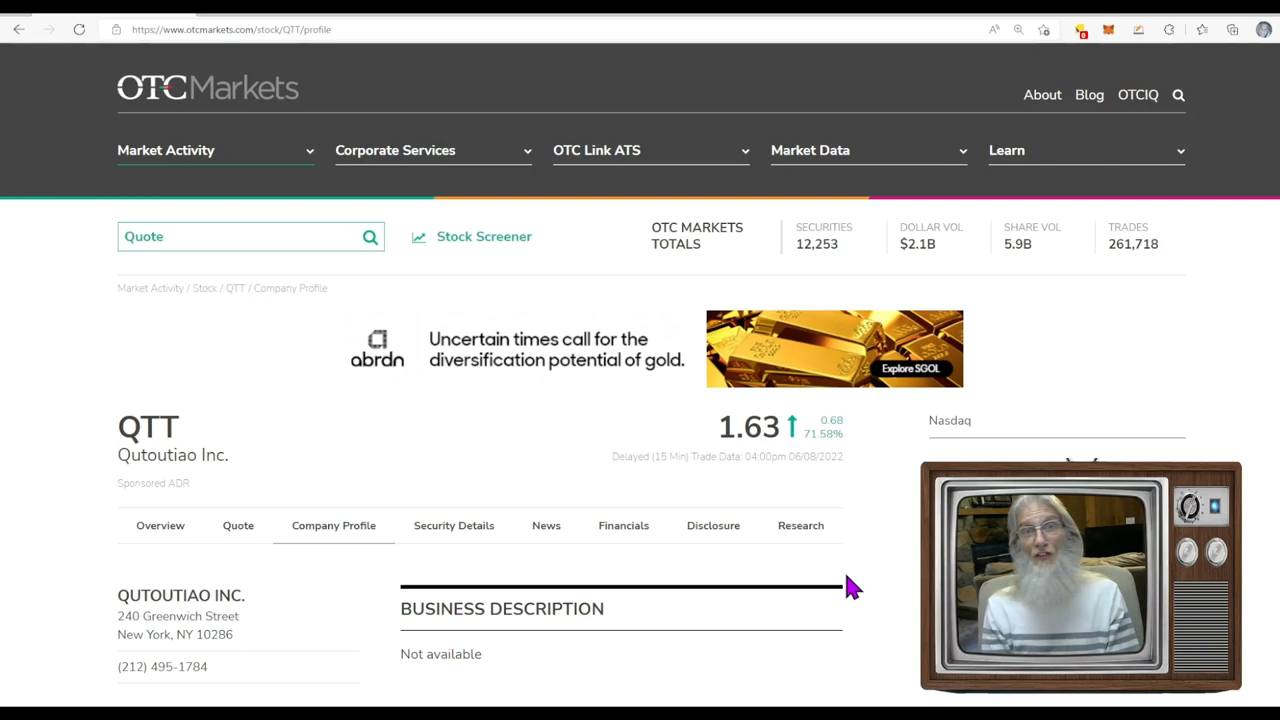 https://www.otcmarkets.com/stock/QTT/profile
0
OTCMarkets
About Blog OTCIQ
Market Activity Corporate Services OTC Link ATS Market Data Learn
Quote
Stock Screener
OTC MARKETS
TOTALS
SECURITIES
12,253
DOLLAR VOL
$2.1B
SHARE VOL
5.9B
TRADES
261,718
Market Activity / Stock / QTT / Company Profile
abrdn
Uncertain times call for the
diversification potential of gold.
Explore SGOL
QTT
Qutoutiao Inc.
Sponsored ADR
1.63
0.68
71.58%
Delayed (15 Min) Trade Data: 04:00pm 06/08/2022
Nasdaq
Overview Quote Company Profile Security Details News Financials Disclosure Research
QUTOUTIAO INC.
240 Greenwich Street
New York, NY 10286
(212) 495-1784
BUSINESS DESCRIPTION
Not available